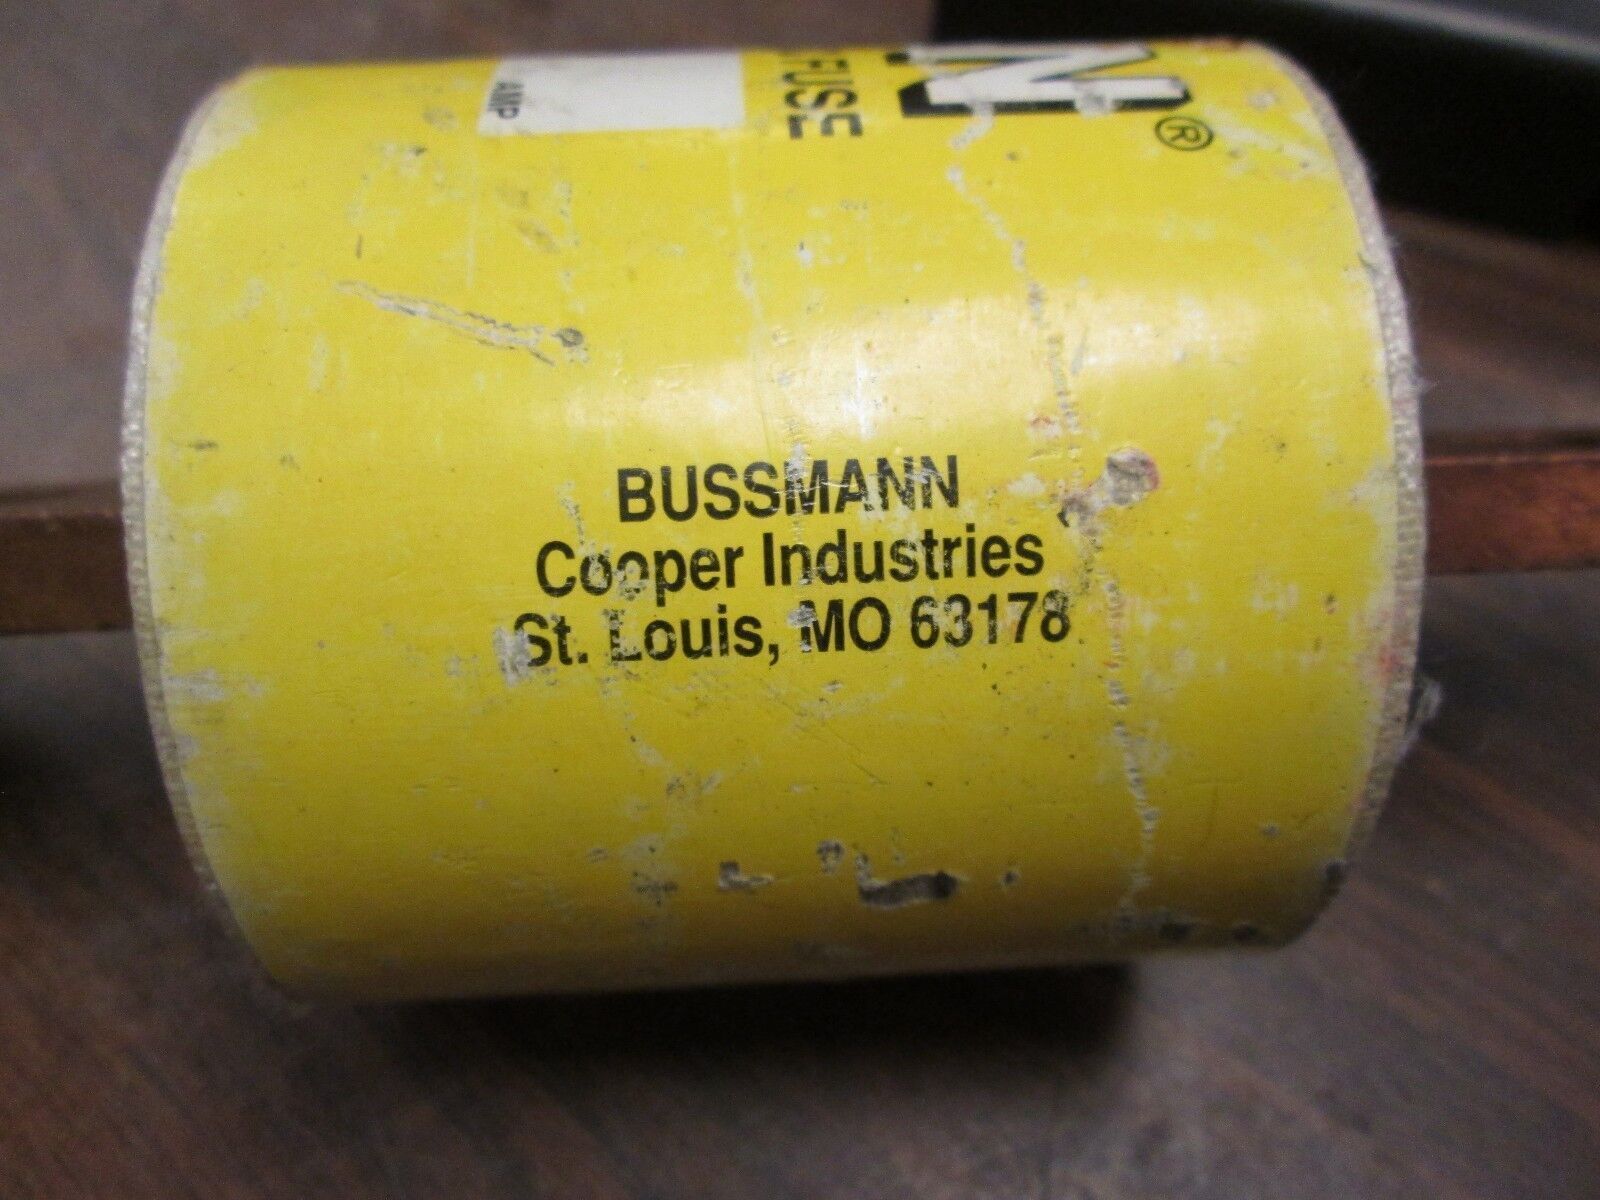 N®
FUSE
AMP
BUSSMANN
Cooper Industries
St. Louis, MO 63178